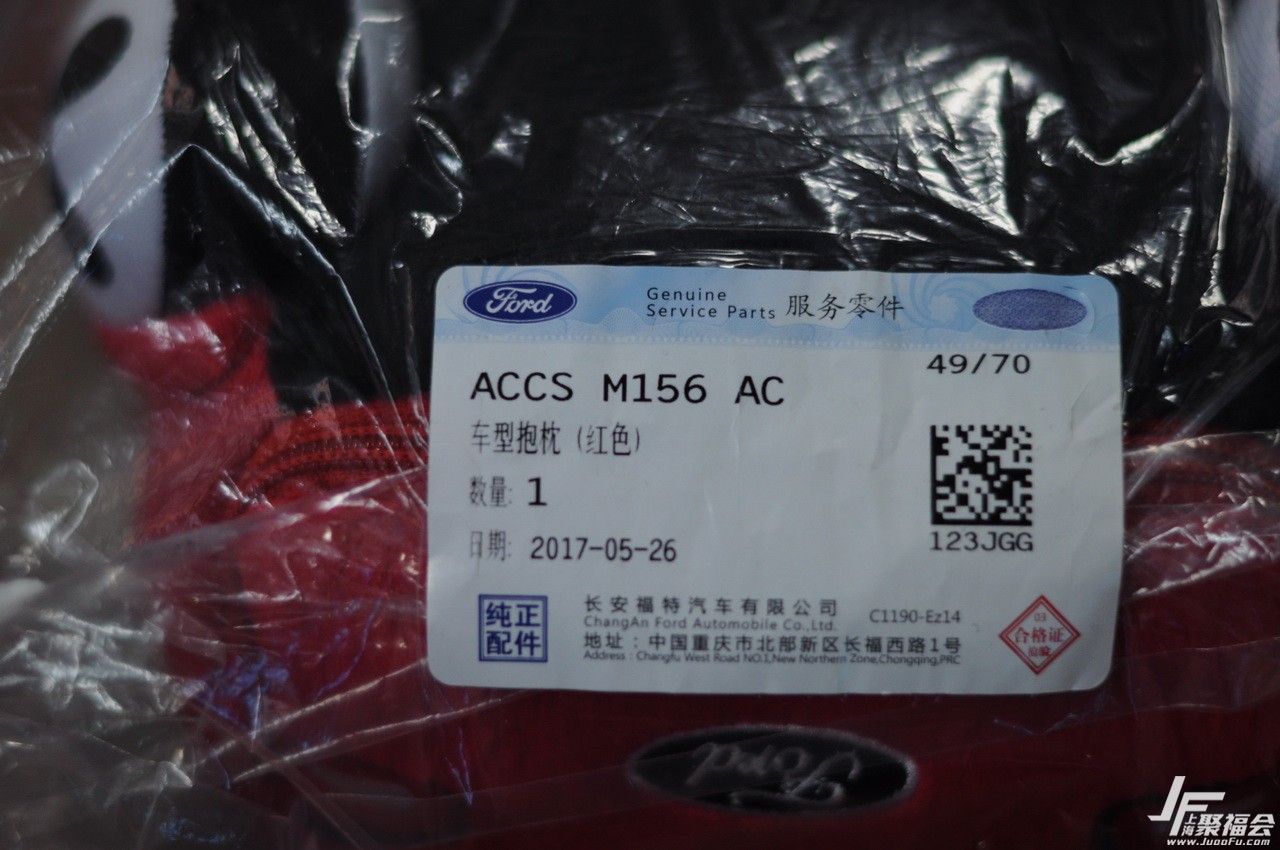 Ford
Genuine
Service Parts 服务零件
49/70
ACCS M156 AC
车型抱枕 (红色)
数量: 1
日期: 2017-05-26
123JGG
纯正
配件
长安福特汽车有限公司
ChangAn Ford Automobile Co.,Ltd.
C1190-Ez14
地址：中国重庆市北部新区长福西路1号
Address : Changfu West Road NO.1,New Northern Zone,Chongqing,PRC
03
合格证
检验
Ford
JF
上海聚福会
www.JuooFu.com